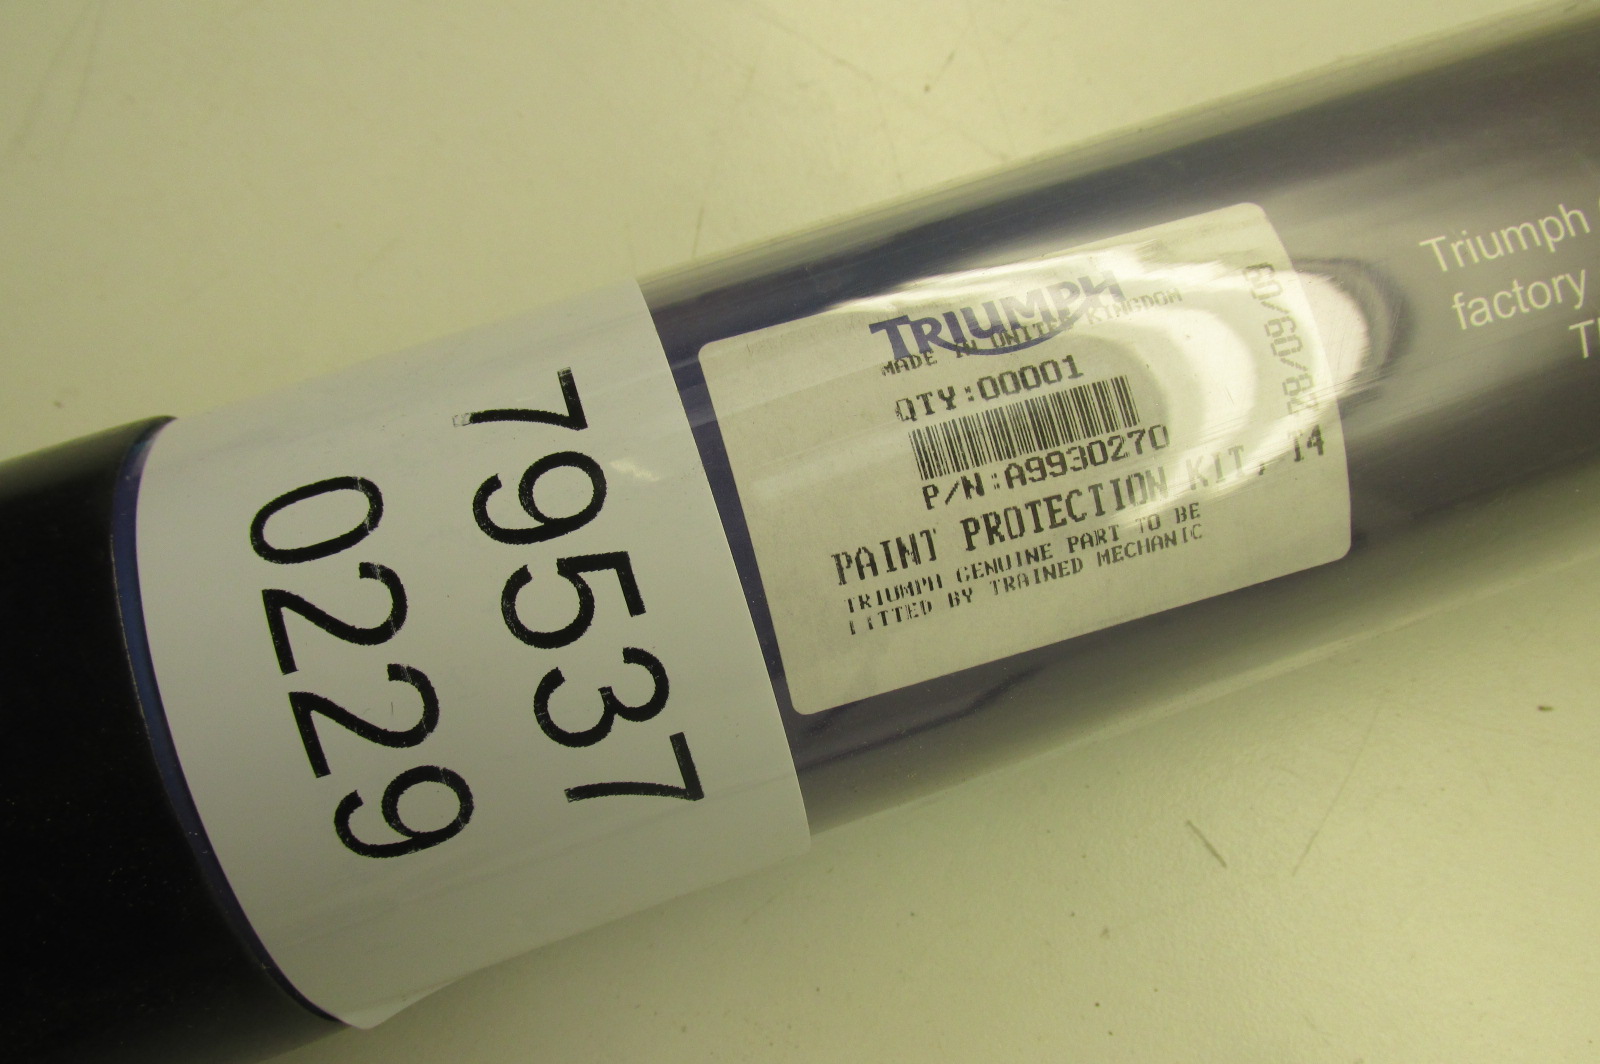 79537
0229
TRIUMPH
MADE IN UNITED KINGDOM
QTY:00001
P/N:A9930270
PAINT PROTECTION KIT, T4
TRIUMPH GENUINE PART TO BE
FITTED BY TRAINED MECHANIC
Triumph
factory